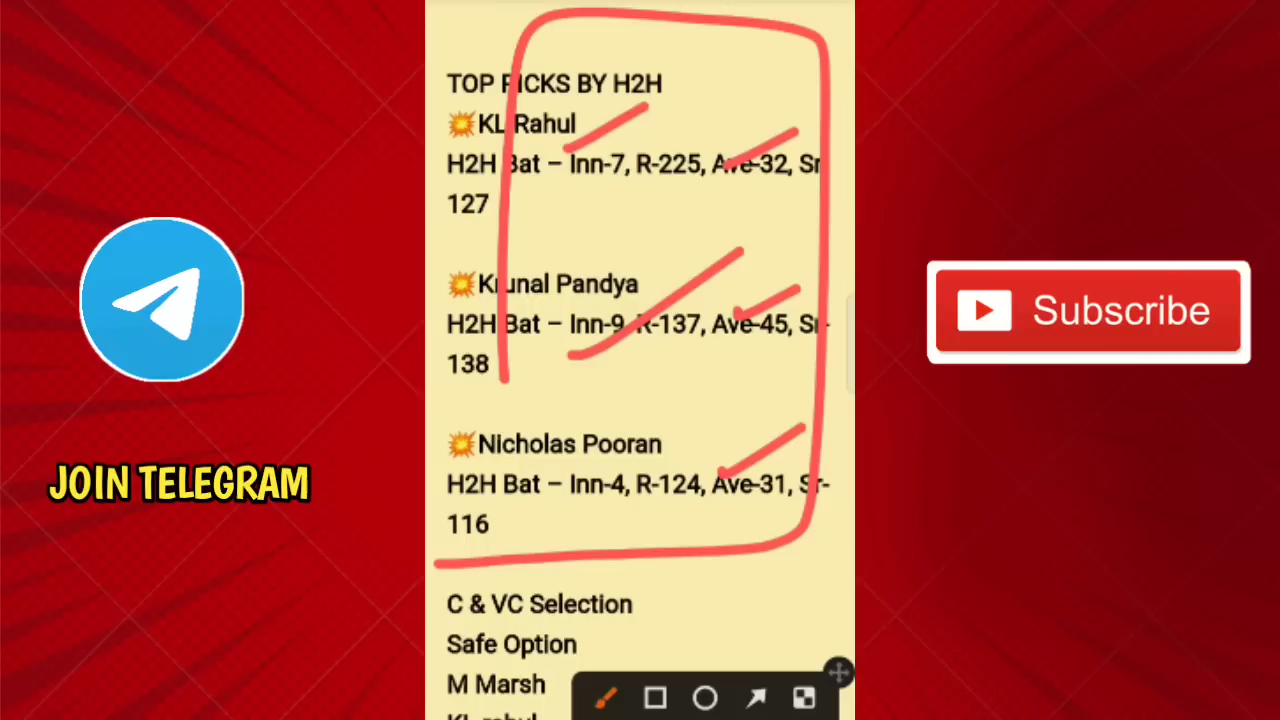 TOP PICKS BY H2H
💥KL Rahul
H2H Bat – Inn-7, R-225, Ave-32, Sr
127
💥Krunal Pandya
H2H Bat – Inn-9, R-137, Ave-45, Sr-
138
💥Nicholas Pooran
H2H Bat – Inn-4, R-124, Ave-31, Sr-
116
C & VC Selection
Safe Option
M Marsh
KL rahul
JOIN TELEGRAM
Subscribe